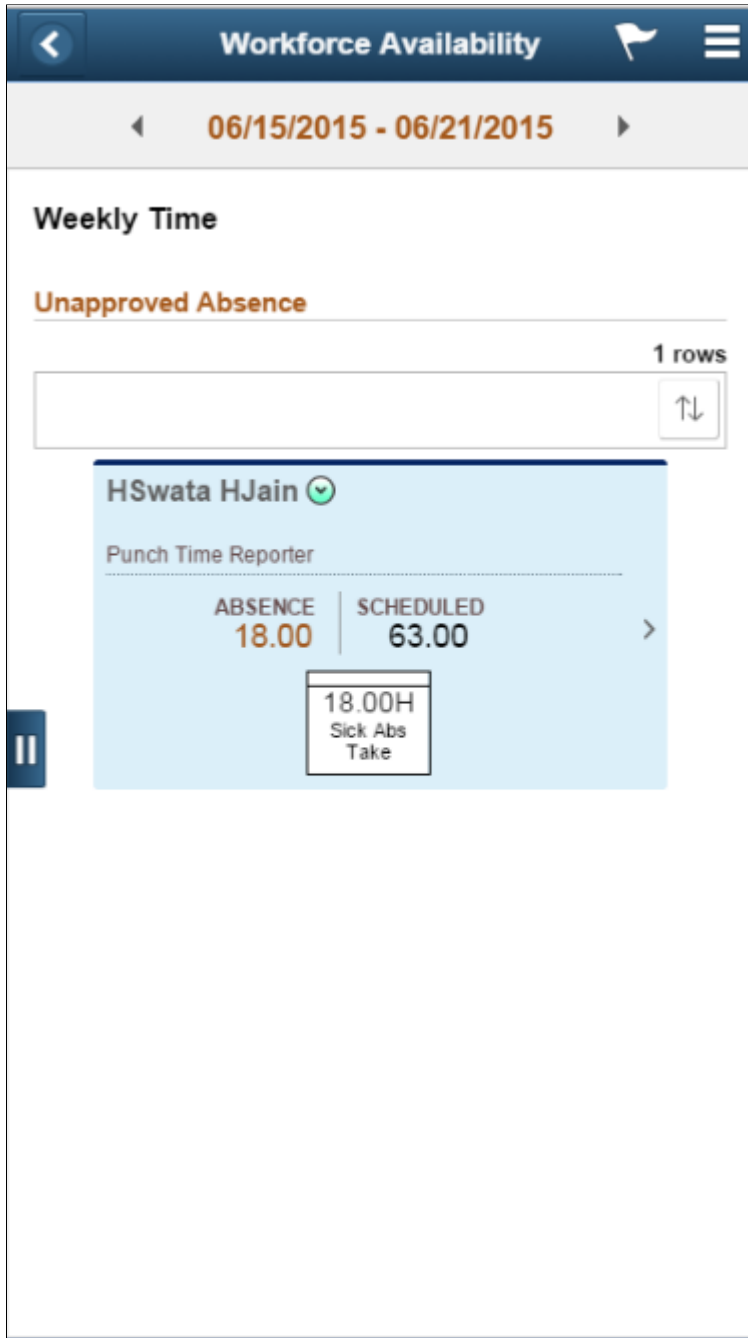 Workforce Availability
06/15/2015 - 06/21/2015
Weekly Time
Unapproved Absence
1 rows
HSwata HJain
Punch Time Reporter
ABSENCE SCHEDULED
18.00 63.00
18.00H
Sick Abs
Take